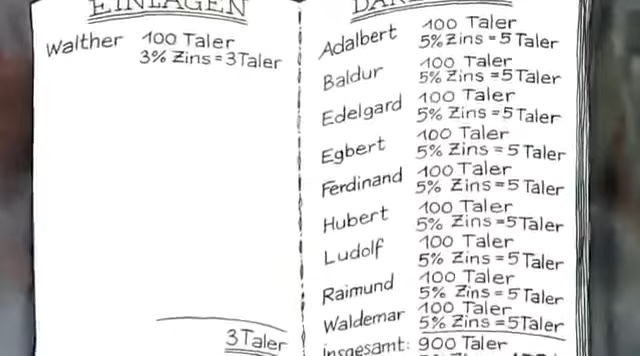 EINLAGEN
Walther 100 Taler
3% Zins = 3 Taler
3 Taler
Adalbert 100 Taler
5% Zins = 5 Taler
Baldur 100 Taler
5% Zins = 5 Taler
Edelgard 100 Taler
5% Zins = 5 Taler
Egbert 100 Taler
5% Zins = 5 Taler
Ferdinand 100 Taler
5% Zins = 5 Taler
Hubert 100 Taler
5% Zins = 5 Taler
Ludolf 100 Taler
5% Zins = 5 Taler
Raimund 100 Taler
5% Zins = 5 Taler
Waldemar 100 Taler
5% Zins = 5 Taler
insgesamt: 900 Taler